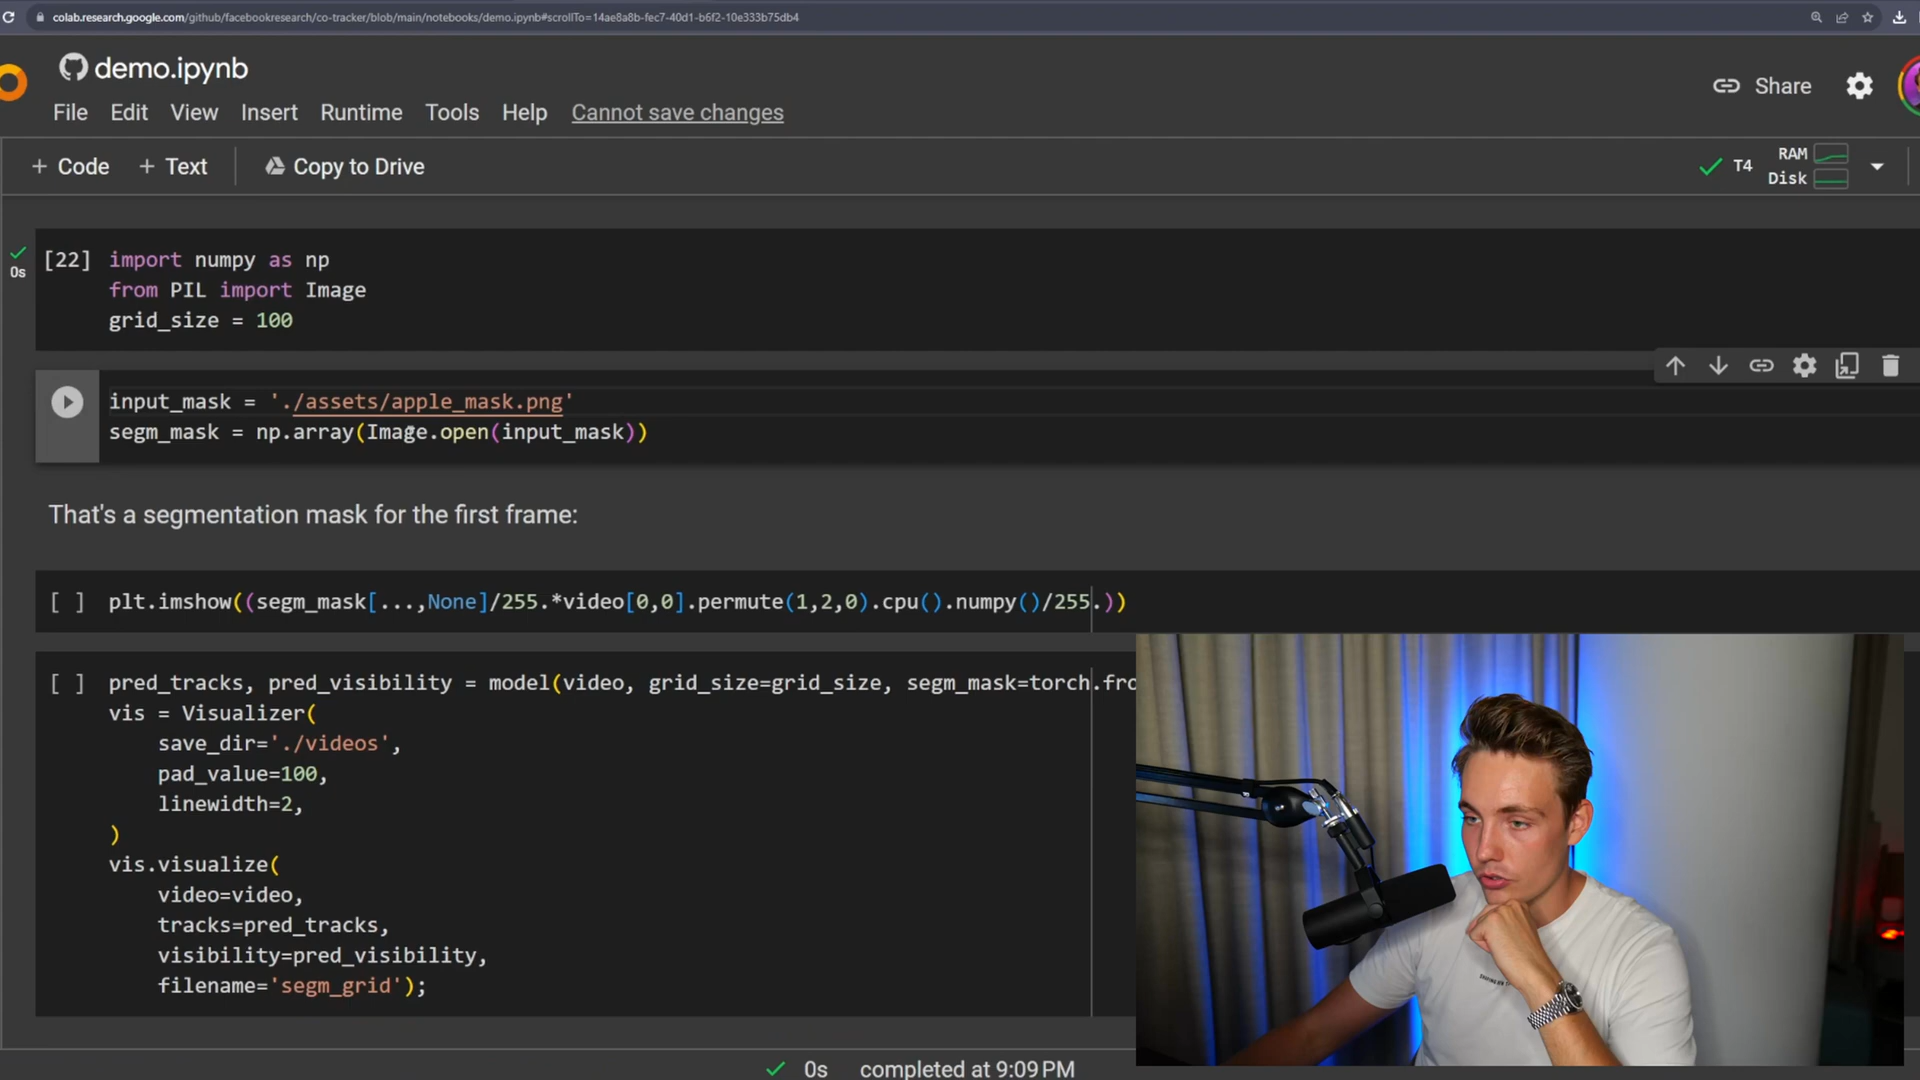 colab.research.google.com/github/facebookresearch/co-tracker/blob/main/notebooks/demo.ipynb#scrollTo=14ae8a8b-fec7-40d1-b6f2-10e333b75db4
demo.ipynb
Share
File Edit View Insert Runtime Tools Help Cannot save changes
+ Code + Text Copy to Drive
T4 RAM
Disk
[22] import numpy as np
0s
from PIL import Image
grid_size = 100
input_mask = './assets/apple_mask.png'
segm_mask = np.array(Image.open(input_mask))
That's a segmentation mask for the first frame:
[ ] plt.imshow((segm_mask[...,None]/255.*video[0,0].permute(1,2,0).cpu().numpy()/255.))
[ ] pred_tracks, pred_visibility = model(video, grid_size=grid_size, segm_mask=torch.fro
vis = Visualizer(
save_dir='./videos',
pad_value=100,
linewidth=2,
)
vis.visualize(
video=video,
tracks=pred_tracks,
visibility=pred_visibility,
filename='segm_grid');
0s completed at 9:09 PM